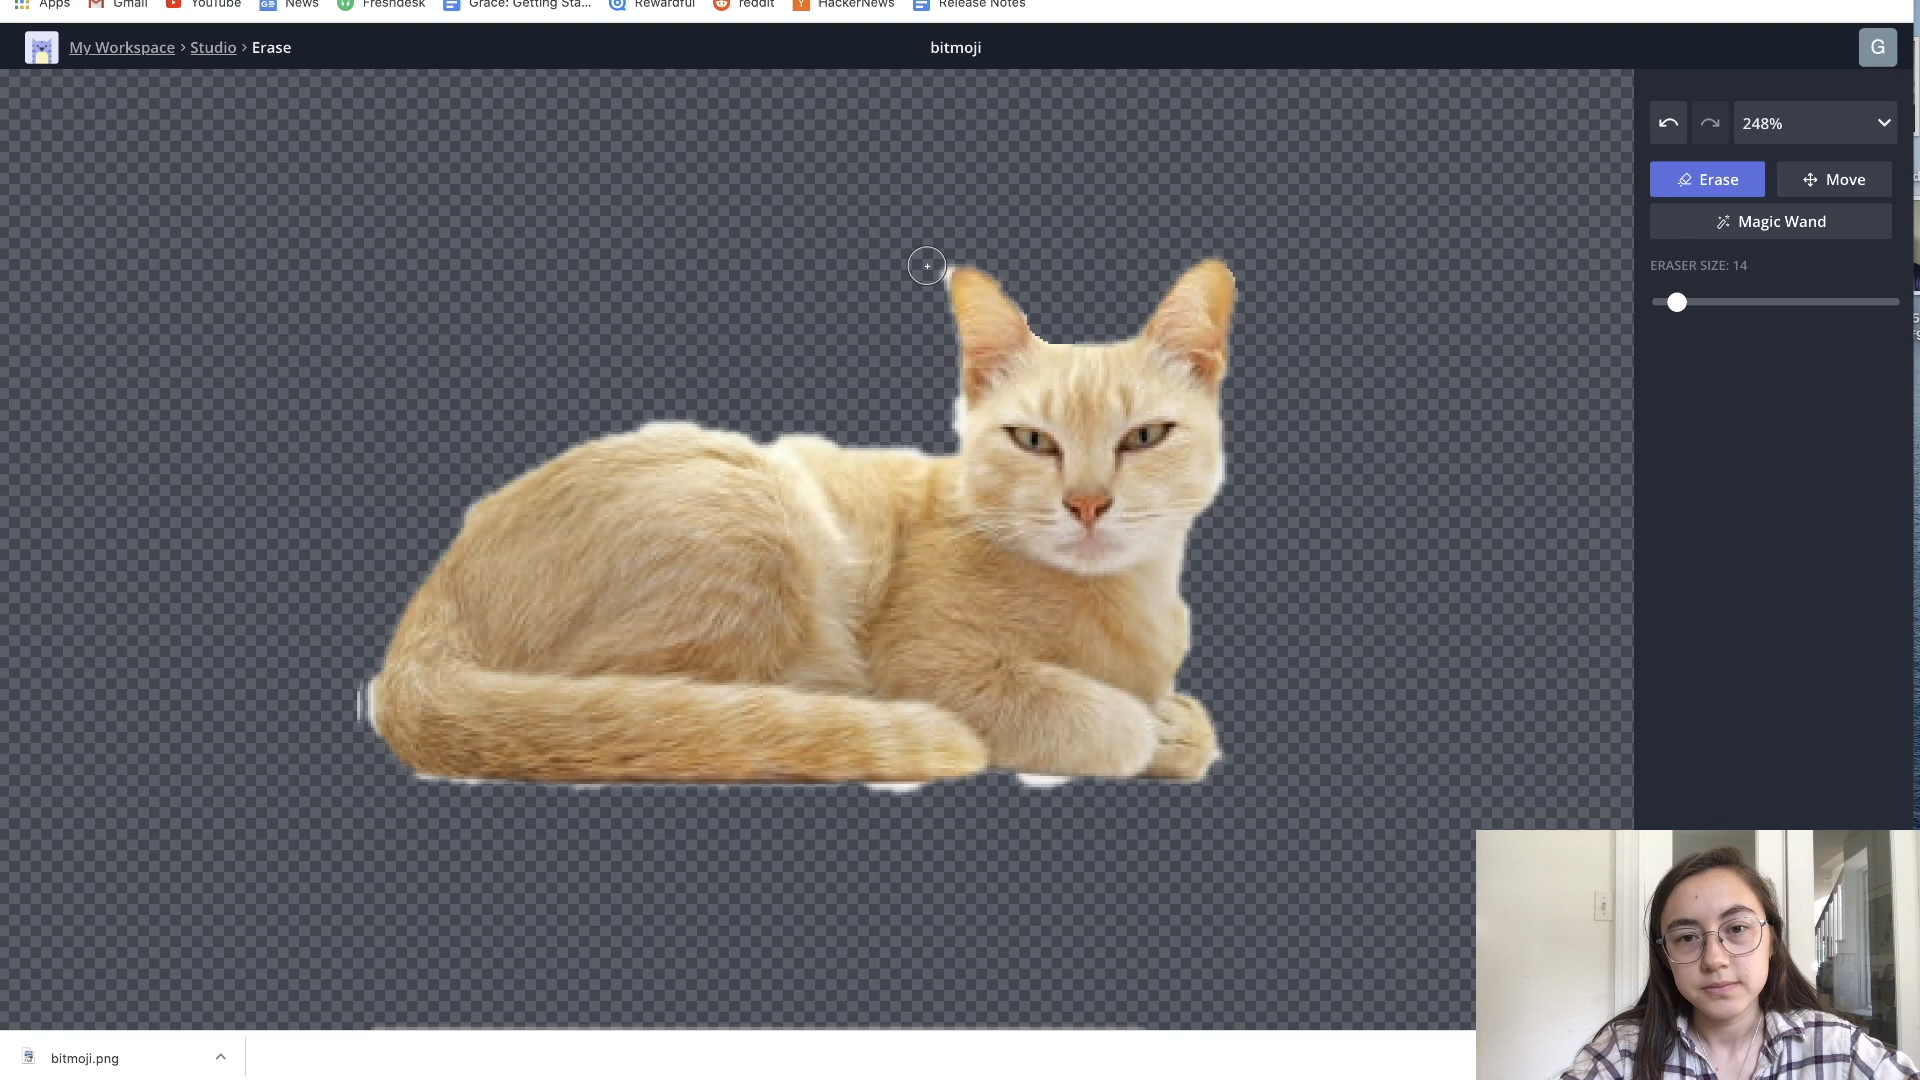 Apps Gmail YouTube News Freshdesk Grace: Getting Sta... Rewardful reddit HackerNews Release Notes
My Workspace › Studio › Erase
bitmoji
G
248%
Erase
Move
Magic Wand
ERASER SIZE: 14
bitmoji.png